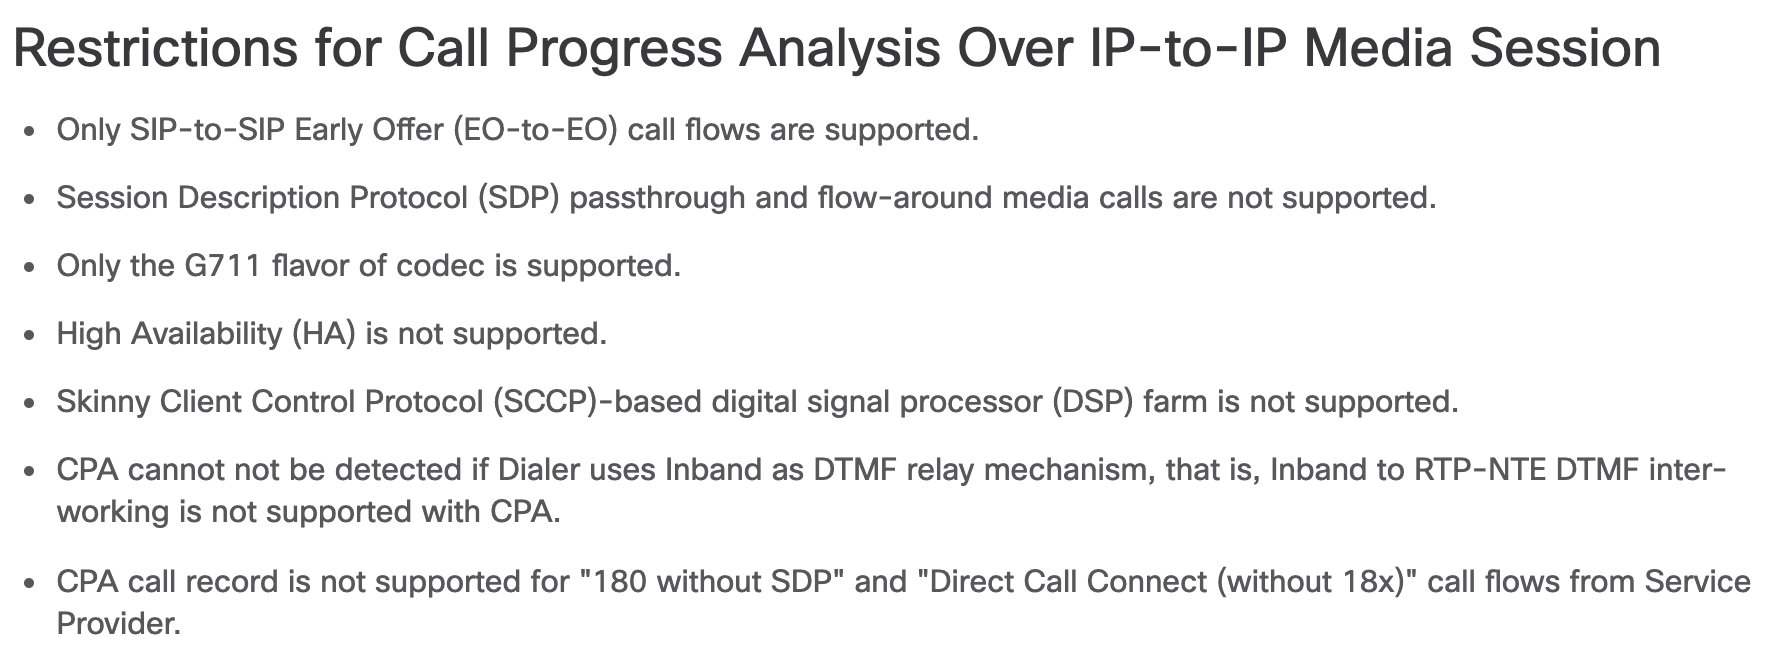 Restrictions for Call Progress Analysis Over IP-to-IP Media Session
• Only SIP-to-SIP Early Offer (EO-to-EO) call flows are supported.
• Session Description Protocol (SDP) passthrough and flow-around media calls are not supported.
• Only the G711 flavor of codec is supported.
• High Availability (HA) is not supported.
• Skinny Client Control Protocol (SCCP)-based digital signal processor (DSP) farm is not supported.
• CPA cannot not be detected if Dialer uses Inband as DTMF relay mechanism, that is, Inband to RTP-NTE DTMF inter-
working is not supported with CPA.
• CPA call record is not supported for "180 without SDP" and "Direct Call Connect (without 18x)" call flows from Service
Provider.